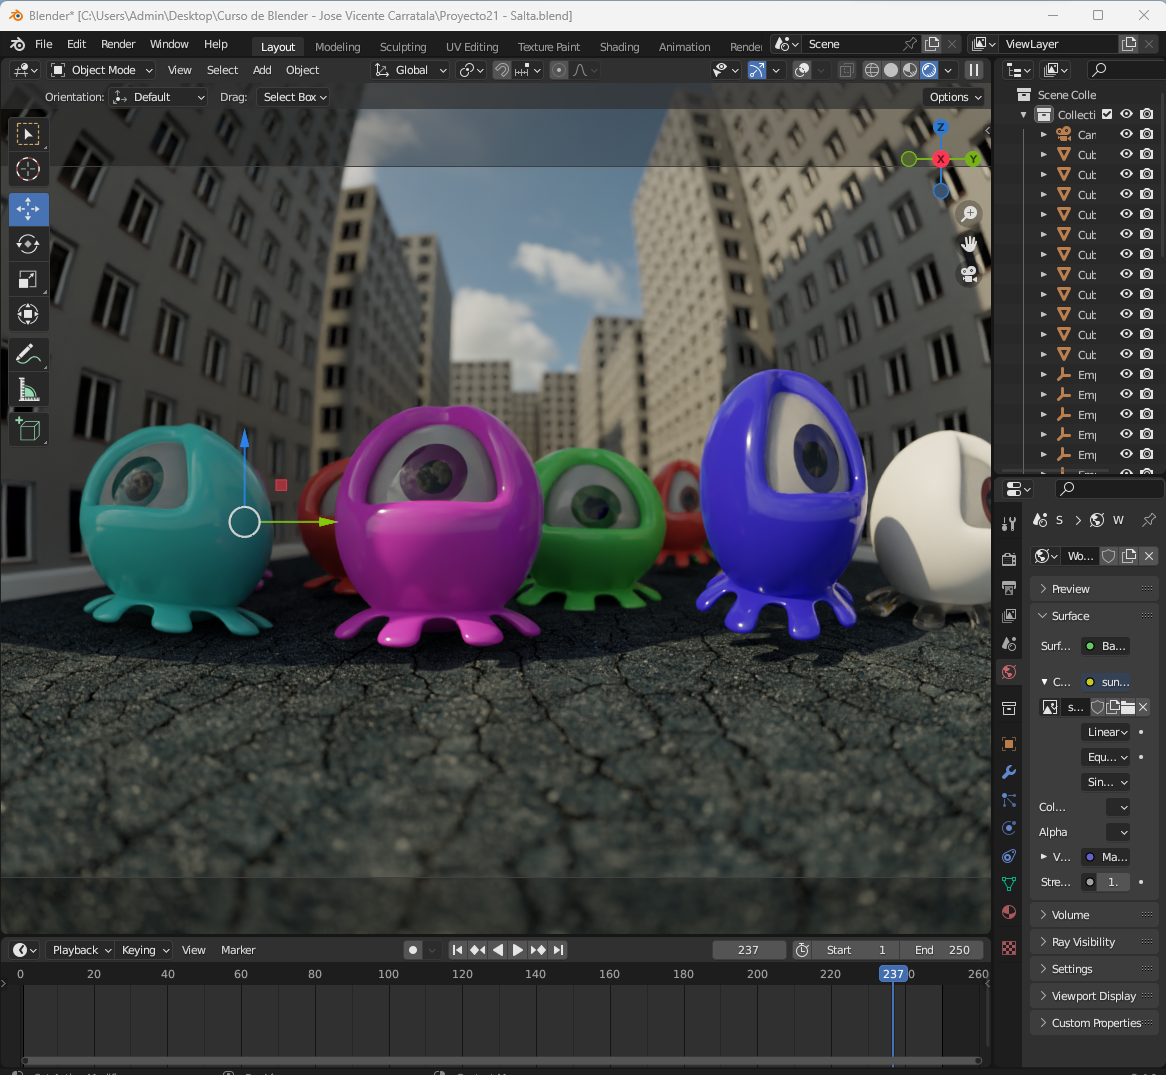 Blender* [C:\Users\Admin\Desktop\Curso de Blender - Jose Vicente Carratala\Proyecto21 - Salta.blend]
File Edit Render Window Help Layout Modeling Sculpting UV Editing Texture Paint Shading Animation Render Scene ViewLayer
Object Mode View Select Add Object Global
Orientation: Default Drag: Select Box Options
Scene Colle
Collecti
Z
X Y
Can
Cub
Cub
Cub
Cub
Cub
Cub
Cub
Cub
Cub
Cub
Cub
Emp
Emp
Emp
Emp
Emp
S W
Wo...
Preview
Surface
Surf... Ba...
C... sun...
s...
Linear
Equ...
Sin...
Col...
Alpha
V... Ma...
Stre... 1.
Volume
Ray Visibility
Settings
Viewport Display
Custom Properties
Playback Keying View Marker 237 Start 1 End 250
0 20 40 60 80 100 120 140 160 180 200 220 237 0 260